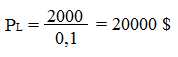 P_L = 2000 / 0,1 = 20000 $